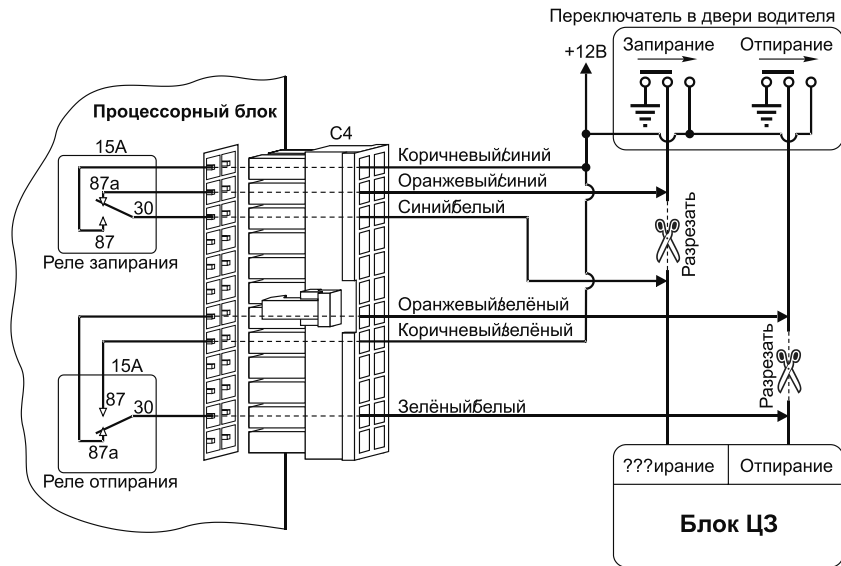 Переключатель в двери водителя
+12В
Запирание
Отпирание
Процессорный блок
С4
15А
87а
30
87
Реле запирания
Коричневый/синий
Оранжевый/синий
Синий/белый
Разрезать
Оранжевый/зелёный
Коричневый/зелёный
Разрезать
15А
87
30
87а
Реле отпирания
Зелёный/белый
???ирание
Отпирание
Блок ЦЗ